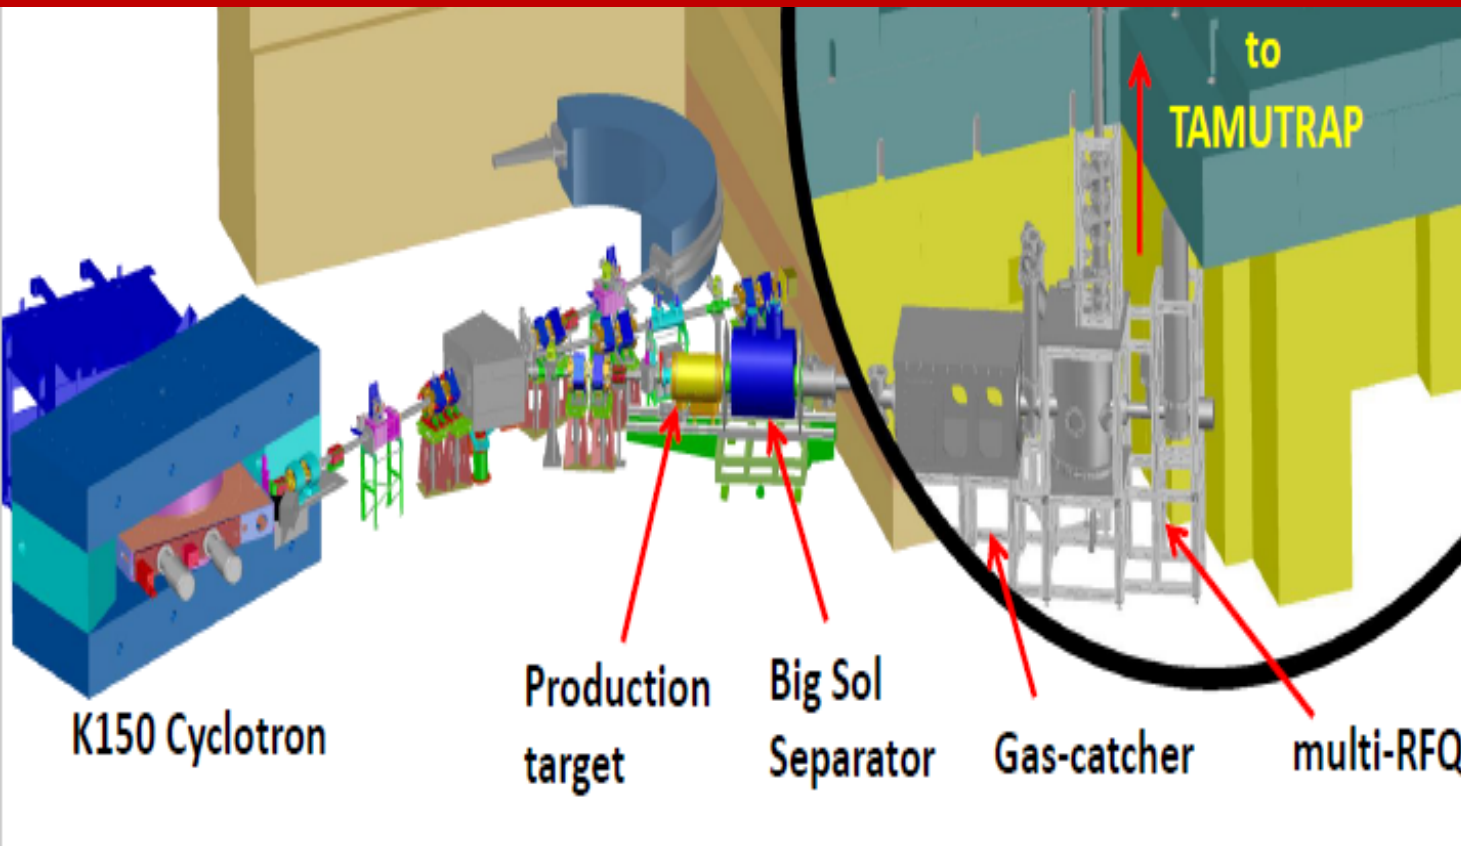 to
TAMUTRAP
Production
target
Big Sol
Separator
K150 Cyclotron
Gas-catcher
multi-RFQ